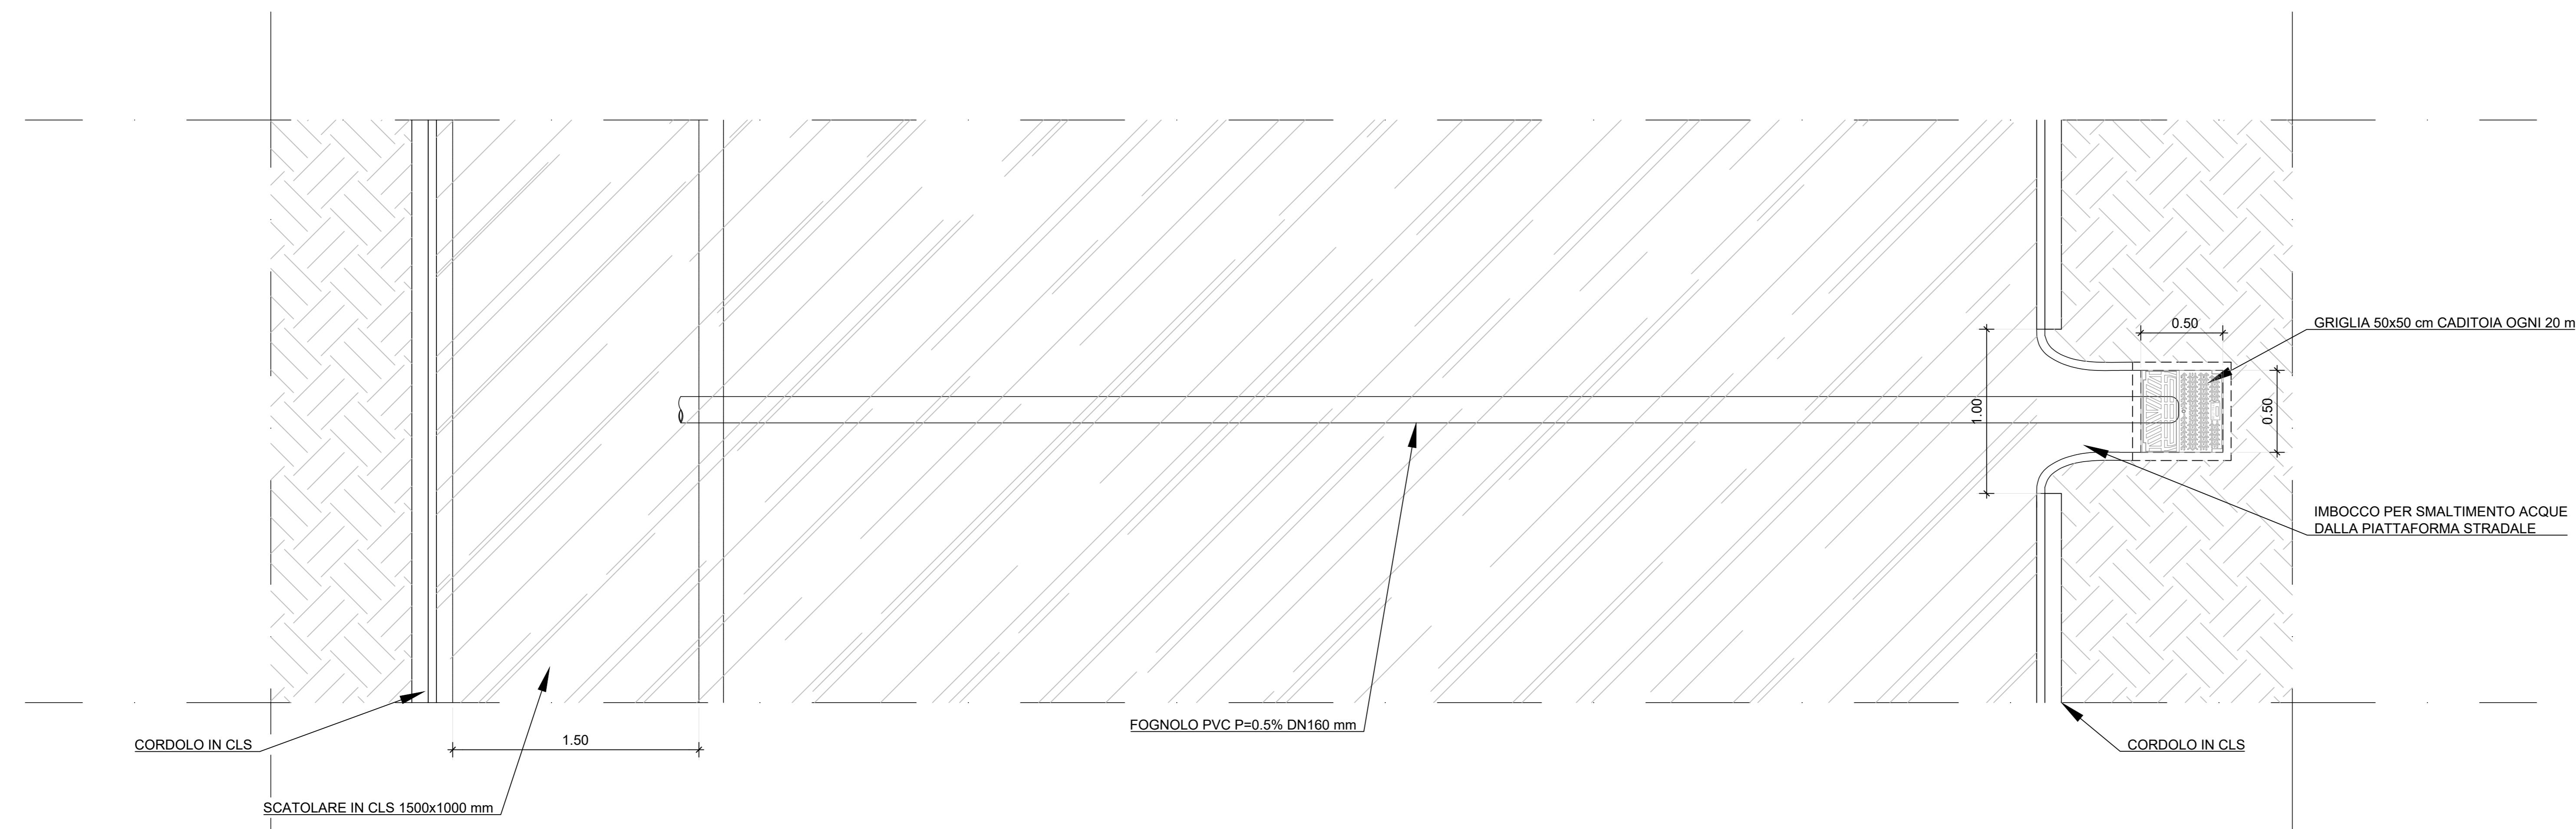 GRIGLIA 50x50 cm CADITOIA OGNI 20 m
0.50
0.50
1.00
IMBOCCO PER SMALTIMENTO ACQUE
DALLA PIATTAFORMA STRADALE
FOGNOLO PVC P=0.5% DN160 mm
1.50
CORDOLO IN CLS
CORDOLO IN CLS
SCATOLARE IN CLS 1500x1000 mm